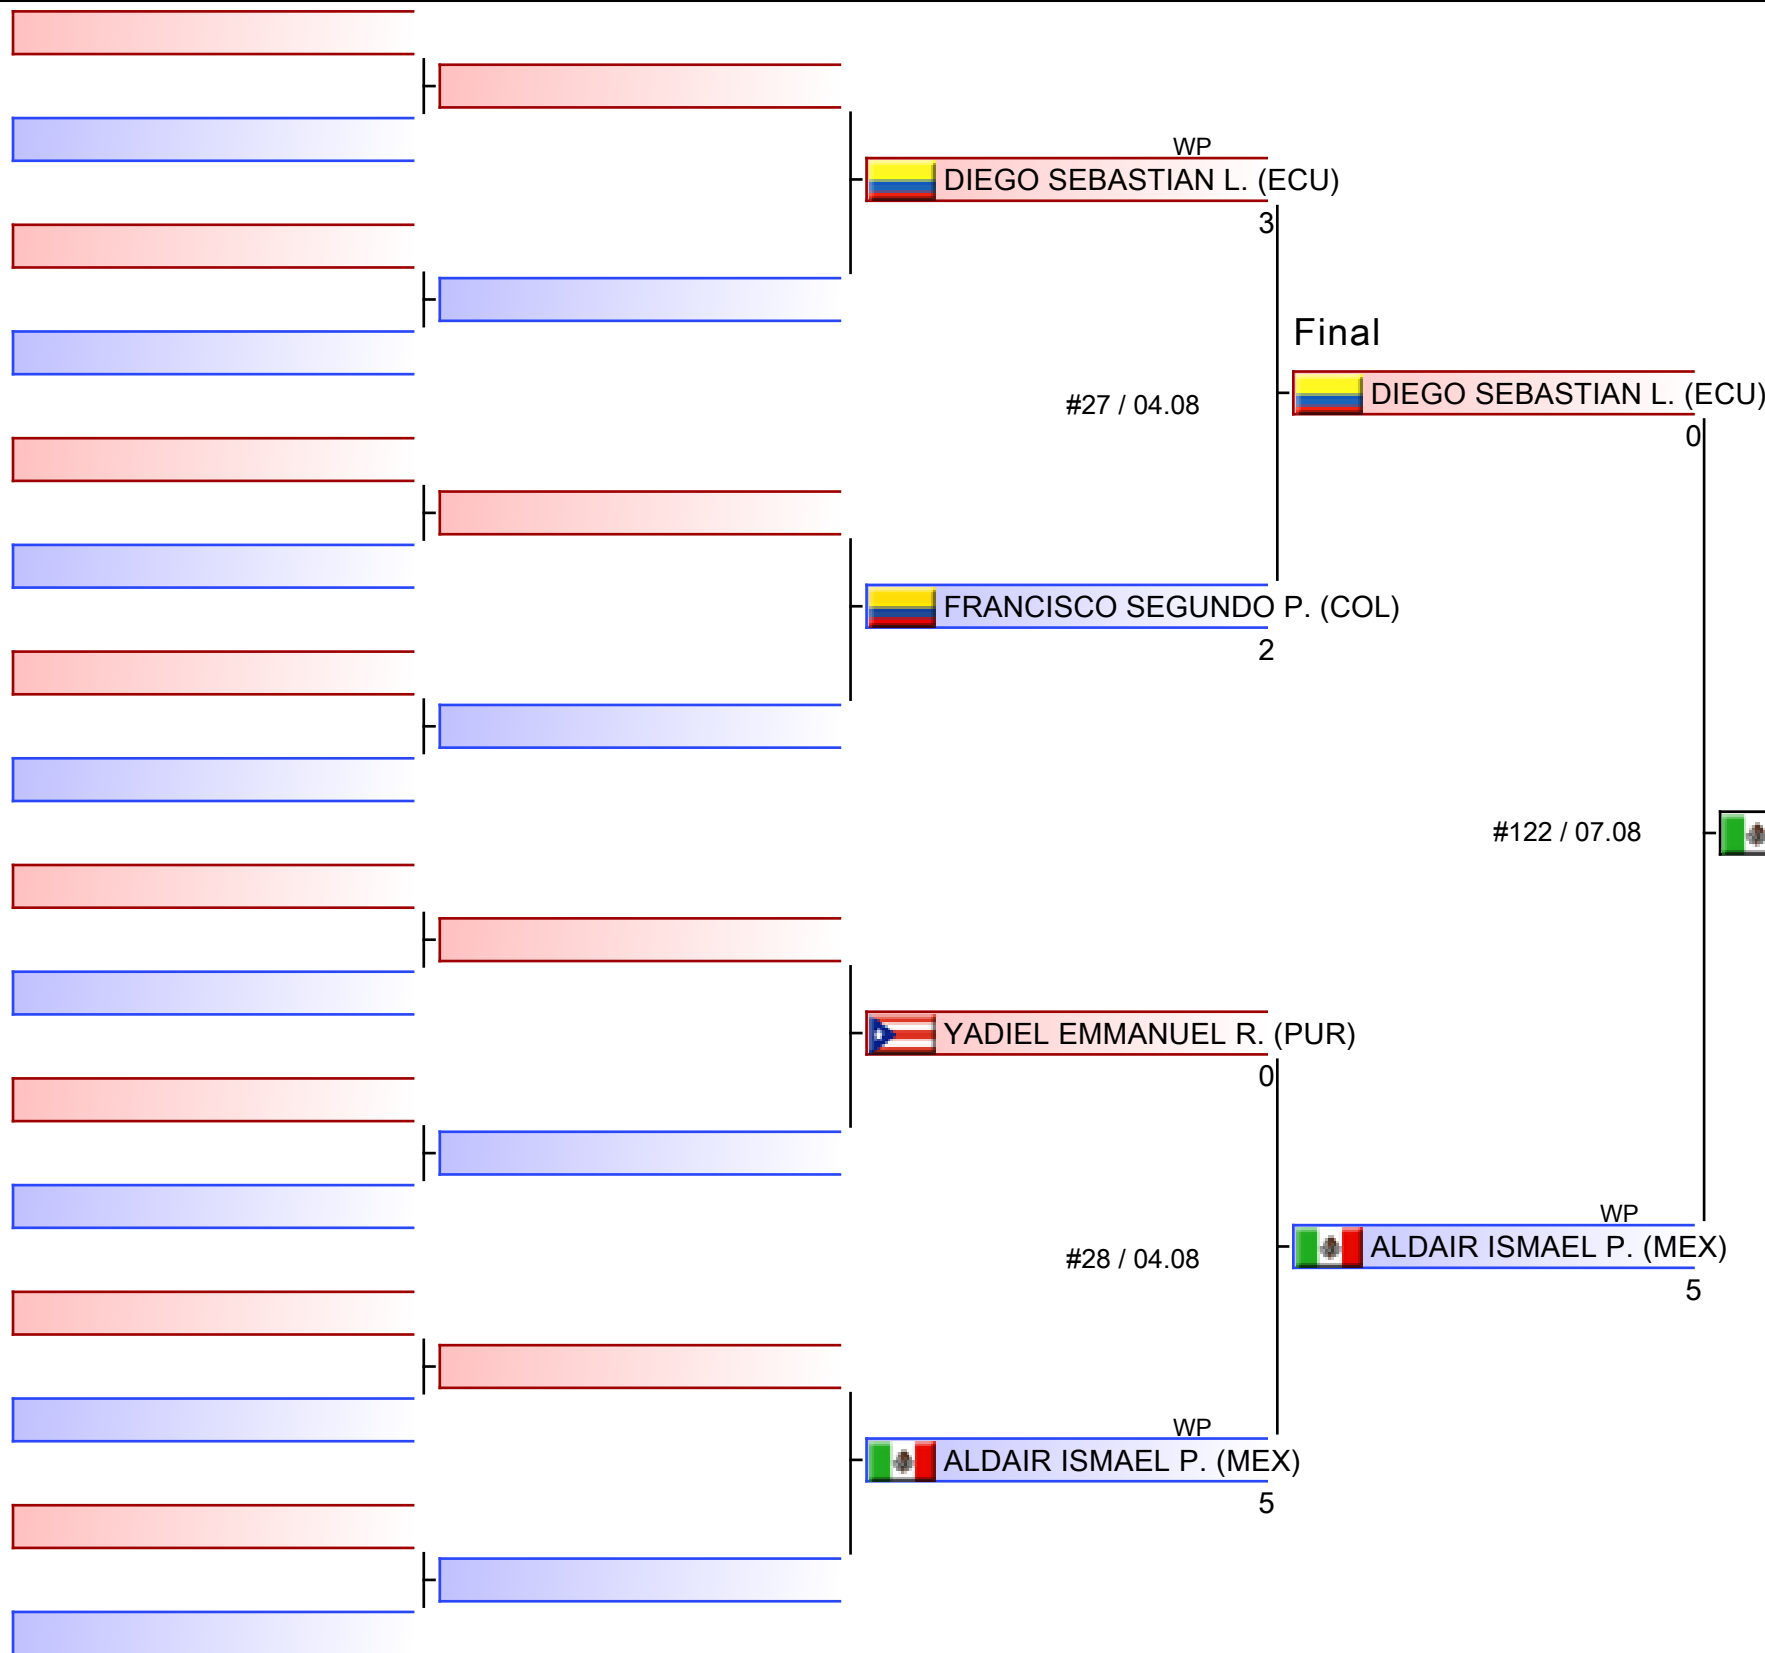 WP
DIEGO SEBASTIAN L. (ECU)
3
Final
DIEGO SEBASTIAN L. (ECU)
0
#27 / 04.08
FRANCISCO SEGUNDO P. (COL)
2
#122 / 07.08
YADIEL EMMANUEL R. (PUR)
0
WP
ALDAIR ISMAEL P. (MEX)
5
#28 / 04.08
WP
ALDAIR ISMAEL P. (MEX)
5